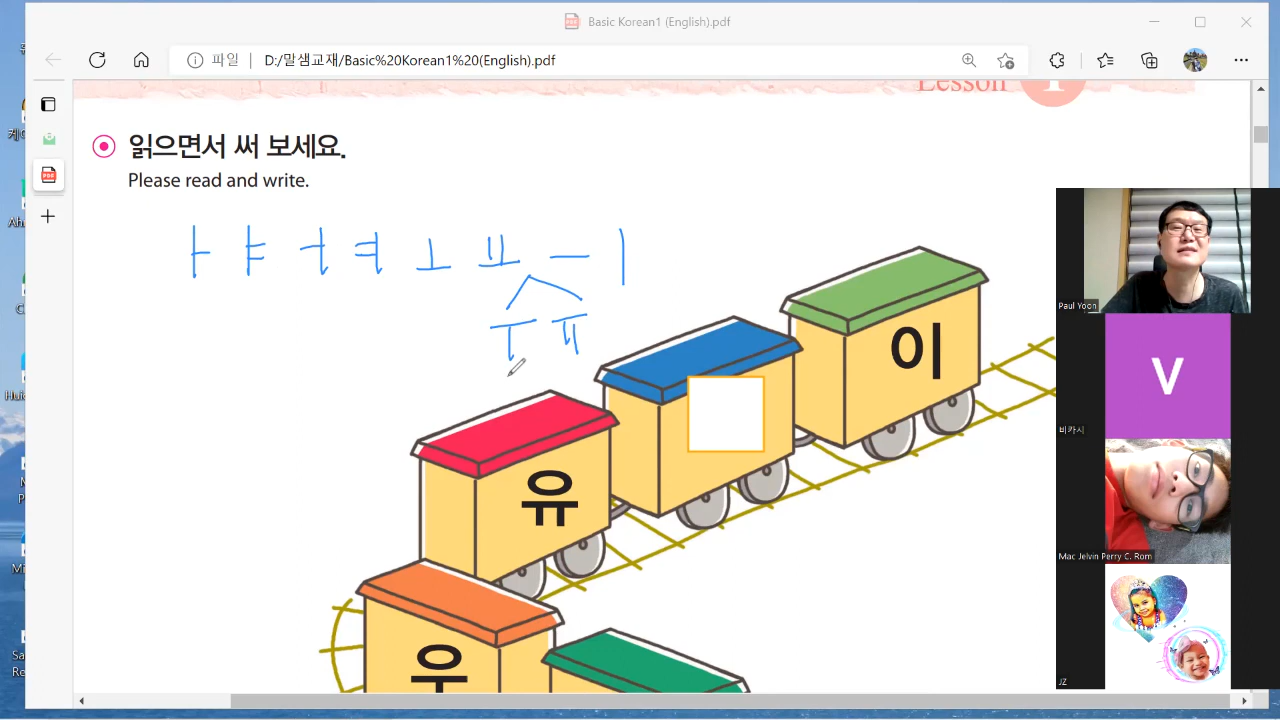 Basic Korean1 (English).pdf
파일 D:/말샘교재/Basic%20Korean1%20(English).pdf
Lesson 1
읽으면서 써 보세요.
Please read and write.
ㅏ ㅑ ㅓ ㅕ ㅗ ㅛ ㅡ ㅣ
ㅜ ㅠ
이
유
우
Paul Yoon
V
비카시
Mac Jelvin Perry C. Rom
JZ